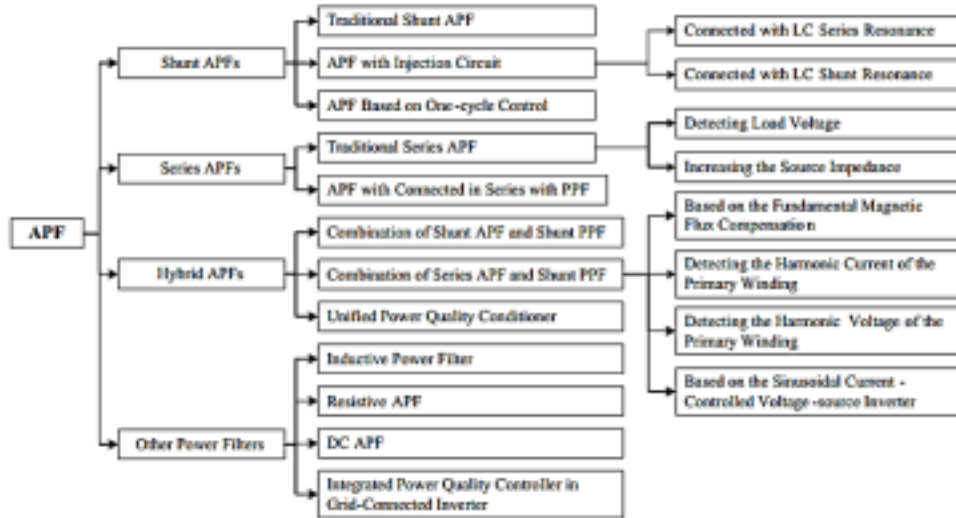 APF
Shunt APFs
Traditional Shunt APF
APF with Injection Circuit
Connected with LC Series Resonance
Connected with LC Shunt Resonance
APF Based on One-cycle Control
Series APFs
Traditional Series APF
Detecting Load Voltage
Increasing the Source Impedance
APF with Connected in Series with PPF
Hybrid APFs
Combination of Shunt APF and Shunt PPF
Combination of Series APF and Shunt PPF
Based on the Fundamental Magnetic
Flux Compensation
Detecting the Harmonic Current of the
Primary Winding
Detecting the Harmonic Voltage of the
Primary Winding
Based on the Sinusoidal Current -
Controlled Voltage -source Inverter
Unified Power Quality Conditioner
Other Power Filters
Inductive Power Filter
Resistive APF
DC APF
Integrated Power Quality Controller in
Grid-Connected Inverter